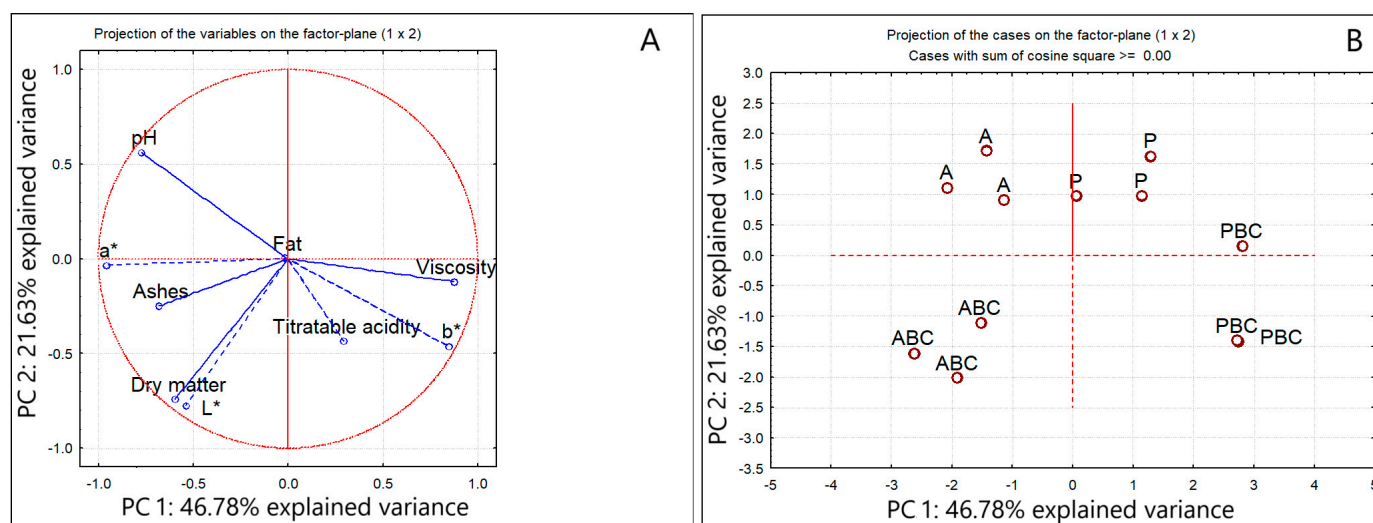 Projection of the variables on the factor-plane (1 x 2)
A
1.0
0.5
0.0
-0.5
-1.0
PC 2: 21.63% explained variance
pH
a*
Fat
Ashes
Viscosity
Titratable acidity
b*
Dry matter
L*
-1.0 -0.5 0.0 0.5 1.0
PC 1: 46.78% explained variance
Projection of the cases on the factor-plane (1 x 2)
Cases with sum of cosine square >= 0.00
B
3.0
2.5
2.0
1.5
1.0
0.5
0.0
-0.5
-1.0
-1.5
-2.0
-2.5
-3.0
-3.5
PC 2: 21.63% explained variance
A
P
A
A
P
P
PBC
ABC
ABC
PBC
PBC
ABC
-5 -4 -3 -2 -1 0 1 2 3 4 5
PC 1: 46.78% explained variance